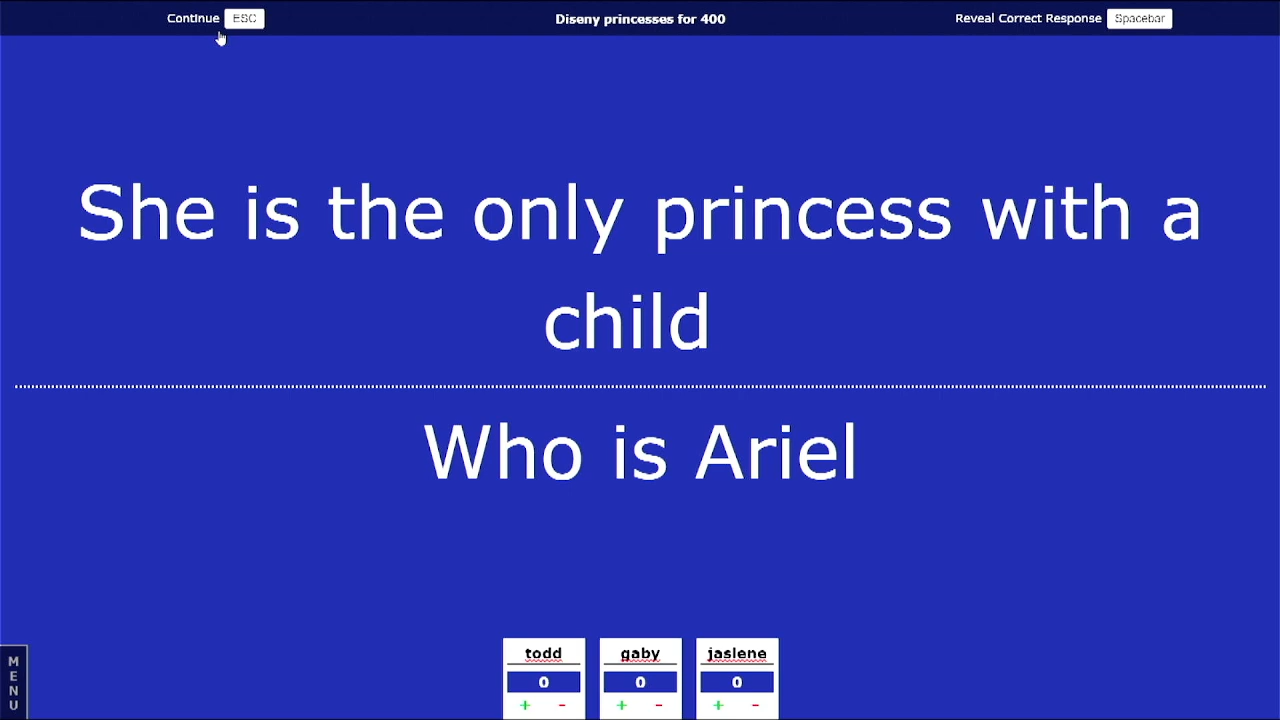 Continue ESC Diseny princesses for 400 Reveal Correct Response Spacebar
She is the only princess with a
child
Who is Ariel
MENU
todd gaby jaslene
0 0 0
+ - + - + -